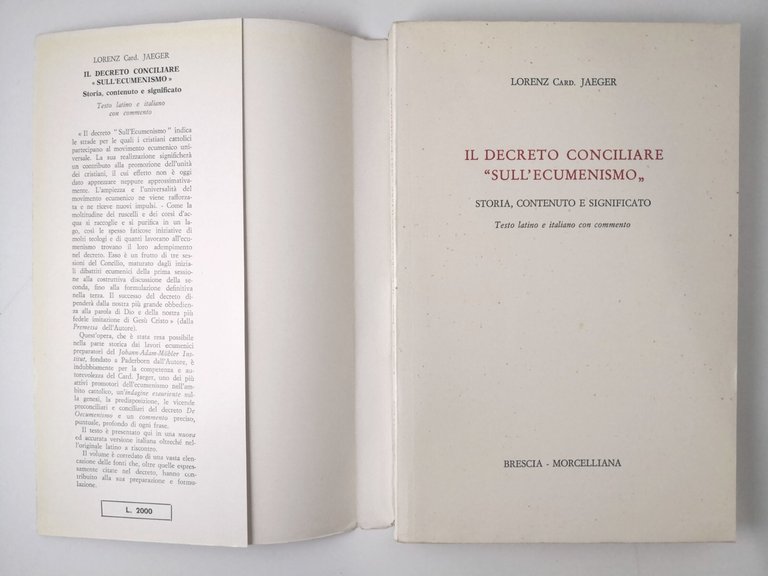 LORENZ Card. JAEGER
IL DECRETO CONCILIARE
« SULL'ECUMENISMO »
Storia, contenuto e significato
Testo latino e italiano
con commento
« Il decreto " Sull'Ecumenismo " indica
le strade per le quali i cristiani cattolici
partecipano al movimento ecumenico uni-
versale. La sua realizzazione significherà
un contributo alla promozione dell'unità
dei cristiani, il cui effetto non è oggi
dato apprezzare neppure approssimativa-
mente. L'ampiezza e l'universalità del
movimento ecumenico ne viene rafforza-
ta e ne riceve nuovi impulsi. - Come la
moltitudine dei ruscelli e dei corsi d'ac-
qua si raccoglie e si purifica in un la-
go, così le spesso faticose iniziative di
molti teologi e di quanti lavorano all'ecu-
menismo trovano il loro adempimento
nel decreto. Esso è un frutto di tre ses-
sioni del Concilio, maturato dagli inizia-
li dibattiti ecumenici della prima sessio-
ne alla costruttiva discussione della se-
conda, fino alla formulazione definitiva
nella terza. Il successo del decreto di-
penderà dalla nostra più grande obbedien-
za alla parola di Dio e della nostra più
fedele imitazione di Gesù Cristo » (dalla
Premessa dell'Autore).
Quest'opera, che è stata resa possibile
nella parte storica dai lavori ecumenici
preparatori del Johann-Adam-Möhler Ins-
titut, fondato a Paderborn dall'Autore, è
indubbiamente per la competenza e au-
torevolezza del Card. Jaeger, uno dei più
attivi promotori dell'ecumenismo nell'am-
bito cattolico, un'indagine esauriente sul-
la genesi, la predisposizione, le vicende
preconciliari e conciliari del decreto De
Oecumenismo e un commento preciso,
puntuale, profondo di ogni frase.
Il testo è presentato qui in una nuova
ed accurata versione italiana oltreché nel-
l'originale latino a riscontro.
Il volume è corredato di una vasta elen-
cazione delle fonti che, oltre quelle espres-
samente citate nel decreto, hanno con-
tribuito alla sua preparazione e formu-
lazione.
L. 2000
LORENZ CARD. JAEGER
IL DECRETO CONCILIARE
“SULL'ECUMENISMO„
STORIA, CONTENUTO E SIGNIFICATO
Testo latino e italiano con commento
BRESCIA - MORCELLIANA